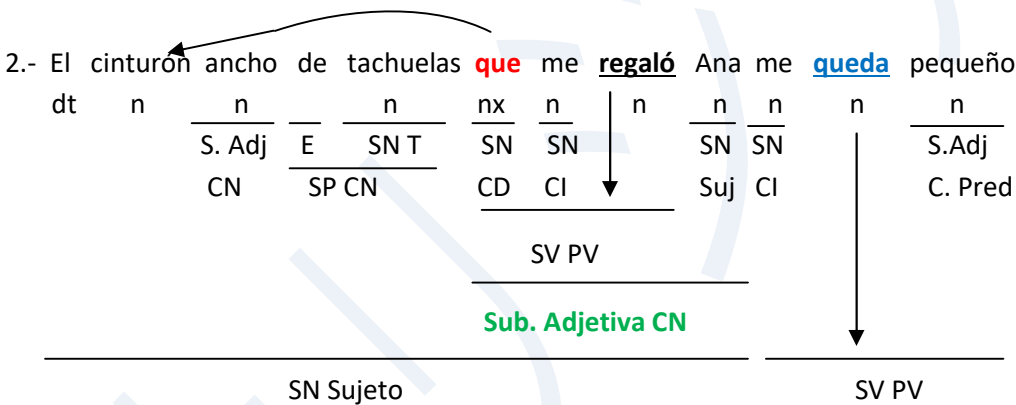 2.- El cinturón ancho de tachuelas que me regaló Ana me queda pequeño
dt n n n nx n n n n n n
S. Adj E SN T SN SN SN SN S.Adj
CN SP CN CD CI Suj CI C. Pred
SV PV
Sub. Adjetiva CN
SN Sujeto SV PV